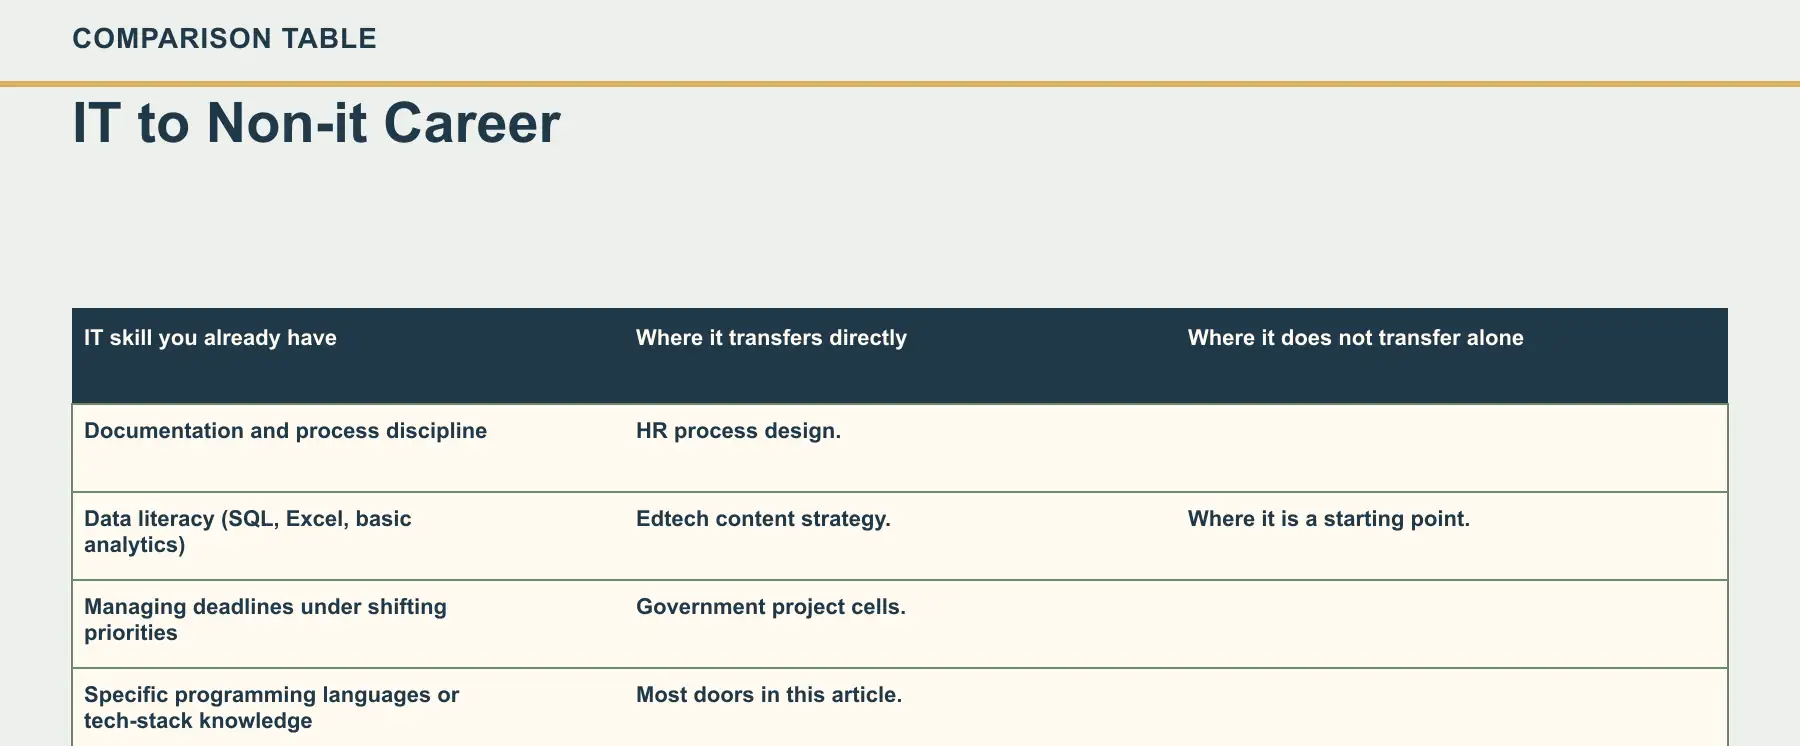 COMPARISON TABLE
IT to Non-it Career
IT skill you already have
Where it transfers directly
Where it does not transfer alone
Documentation and process discipline
HR process design.
Data literacy (SQL, Excel, basic
analytics)
Edtech content strategy.
Where it is a starting point.
Managing deadlines under shifting
priorities
Government project cells.
Specific programming languages or
tech-stack knowledge
Most doors in this article.